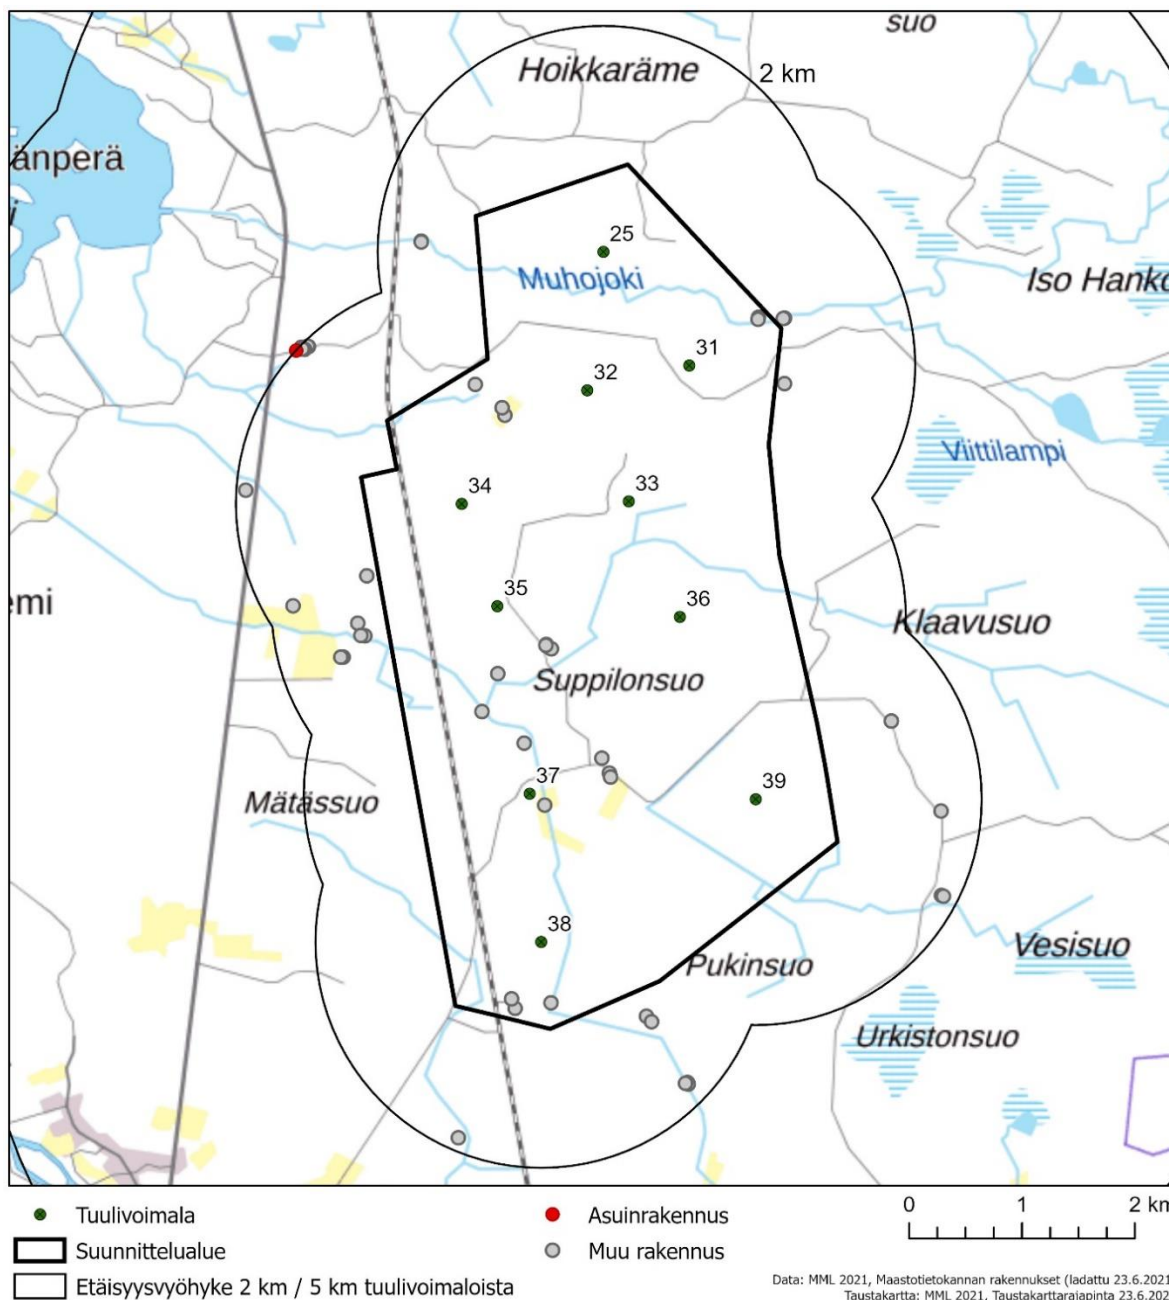 suo
Hoikkaräme
2 km
änperä
i
25
Muhojoki
Iso Hanko
31
32
Viittilampi
34
33
35
36
emi
Klaavusuo
Suppilonsuo
37
39
Mätässuo
38
Pukinsuo
Vesisuo
Urkistonsuo
0 1 2 km
Tuulivoimala
Suunnittelualue
Etäisyysvyöhyke 2 km / 5 km tuulivoimaloista
Asuinrakennus
Muu rakennus
Data: MML 2021, Maastotietokannan rakennukset (ladattu 23.6.2021
Taustakartta: MML 2021, Taustakarttarajapinta 23.6.202